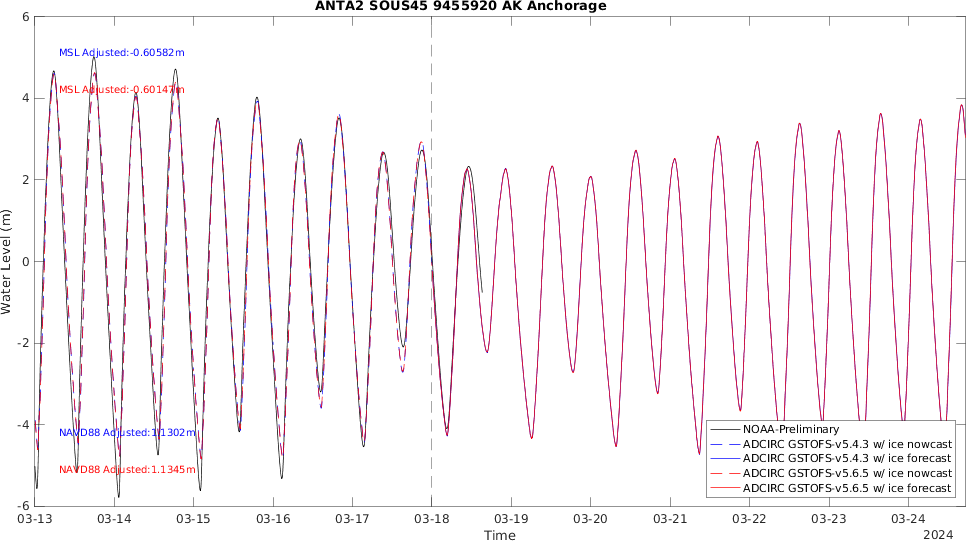 ANTA2 SOUS45 9455920 AK Anchorage
6
4
2
0
-2
-4
-6
Water Level (m)
MSL Adjusted:-0.60582m
MSL Adjusted:-0.60147m
NAVD88 Adjusted:1.1302m
NAVD88 Adjusted:1.1345m
NOAA-Preliminary
ADCIRC GSTOFS-v5.4.3 w/ ice nowcast
ADCIRC GSTOFS-v5.4.3 w/ ice forecast
ADCIRC GSTOFS-v5.6.5 w/ ice nowcast
ADCIRC GSTOFS-v5.6.5 w/ ice forecast
03-13 03-14 03-15 03-16 03-17 03-18 03-19 03-20 03-21 03-22 03-23 03-24
Time
2024